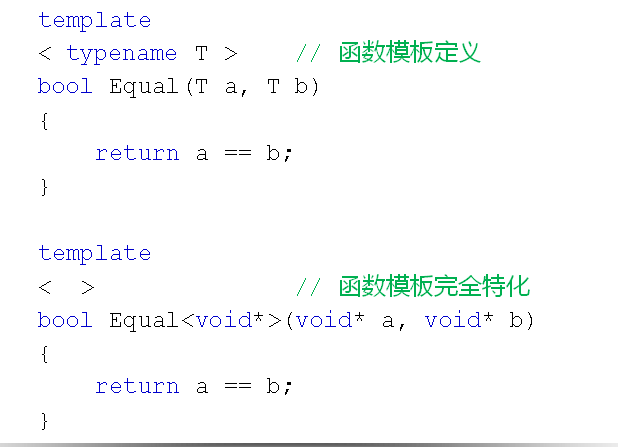 template
< typename T >    // 函数模板定义
bool Equal(T a, T b)
{
    return a == b;
}
template
<  >              // 函数模板完全特化
bool Equal<void*>(void* a, void* b)
{
    return a == b;
}